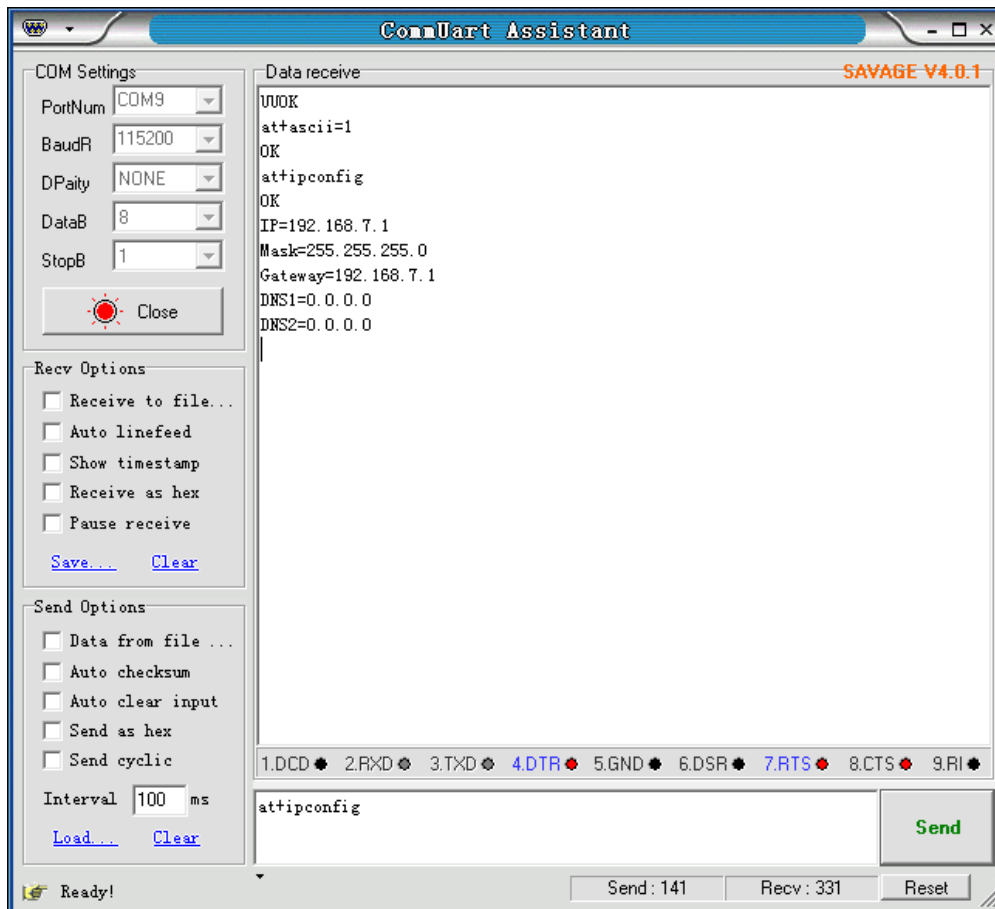 CommUart Assistant
COM Settings
PortNum COM9
BaudR 115200
DPaity NONE
DataB 8
StopB 1
Close
Recv Options
Receive to file...
Auto linefeed
Show timestamp
Receive as hex
Pause receive
Save... Clear
Send Options
Data from file ...
Auto checksum
Auto clear input
Send as hex
Send cyclic
Interval 100 ms
Load... Clear
Ready!
Data receive SAVAGE V4.0.1
UUOK
at+ascii=1
OK
at+ipconfig
OK
IP=192.168.7.1
Mask=255.255.255.0
Gateway=192.168.7.1
DNS1=0.0.0.0
DNS2=0.0.0.0
1.DCD 2.RXD 3.TXD 4.DTR 5.GND 6.DSR 7.RTS 8.CTS 9.RI
at+ipconfig
Send
Send : 141 Recv : 331 Reset